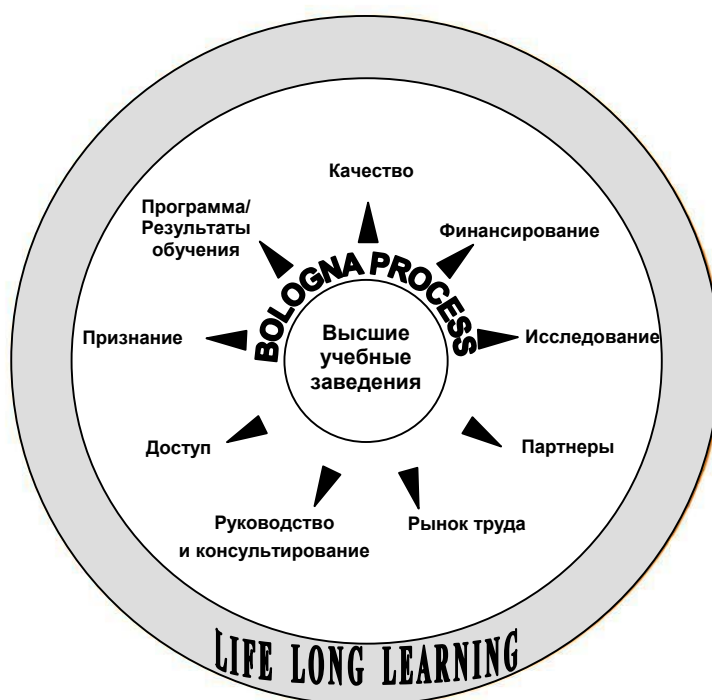 Качество
Программа/
Результаты
обучения
Финансирование
BOLOGNA PROCESS
Признание
Высшие
учебные
заведения
Исследование
Доступ
Партнеры
Руководство
и консультирование
Рынок труда
LIFE LONG LEARNING